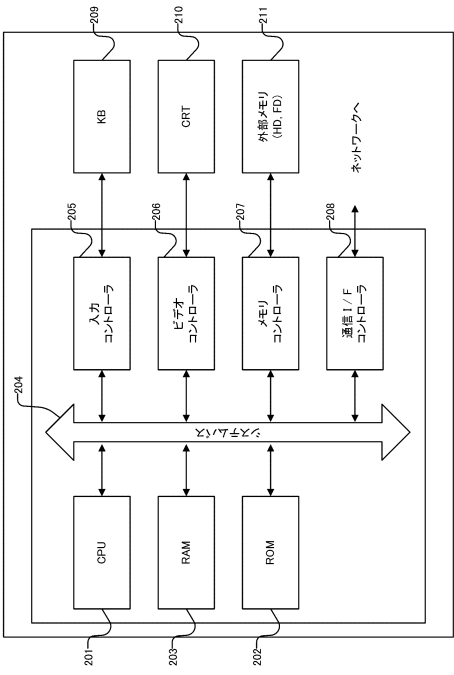 209
KB
210
CRT
211
外部メモリ
(HD, FD)
ネットワークへ
205
入力
コントローラ
206
ビデオ
コントローラ
207
メモリ
コントローラ
208
通信I/F
コントローラ
204
システムバス
CPU
201
RAM
203
ROM
202